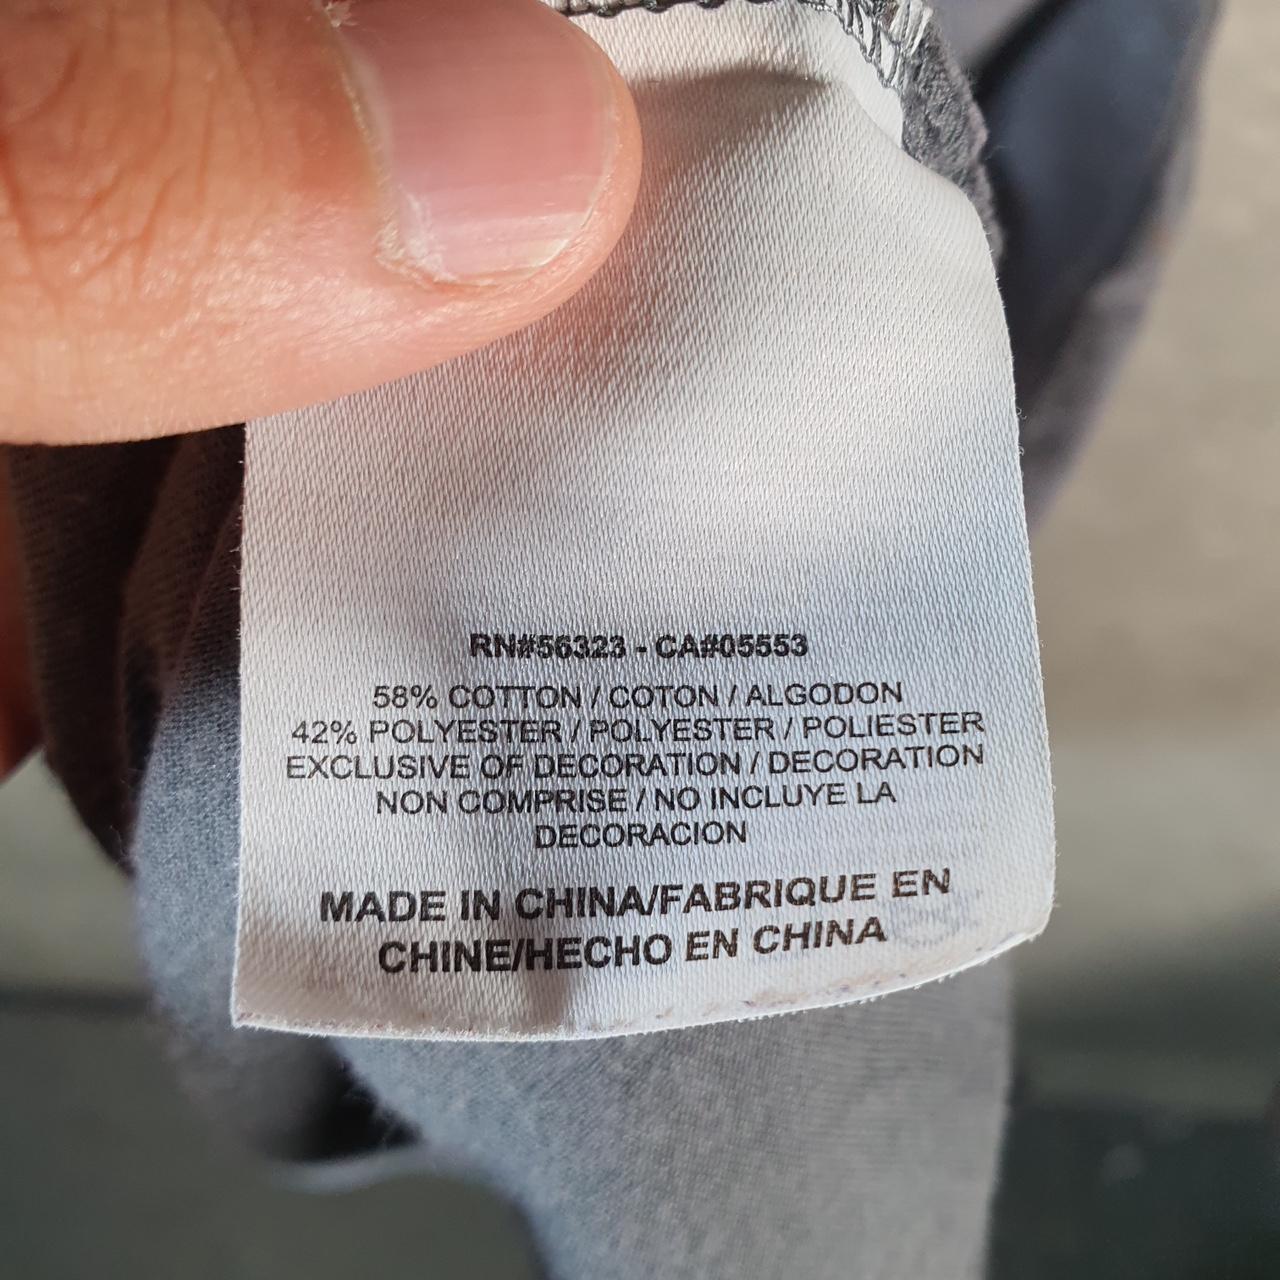 RN#56323 - CA#05553
58% COTTON / COTON / ALGODON
42% POLYESTER / POLYESTER / POLIESTER
EXCLUSIVE OF DECORATION / DECORATION
NON COMPRISE / NO INCLUYE LA
DECORACION
MADE IN CHINA/FABRIQUE EN
CHINE/HECHO EN CHINA